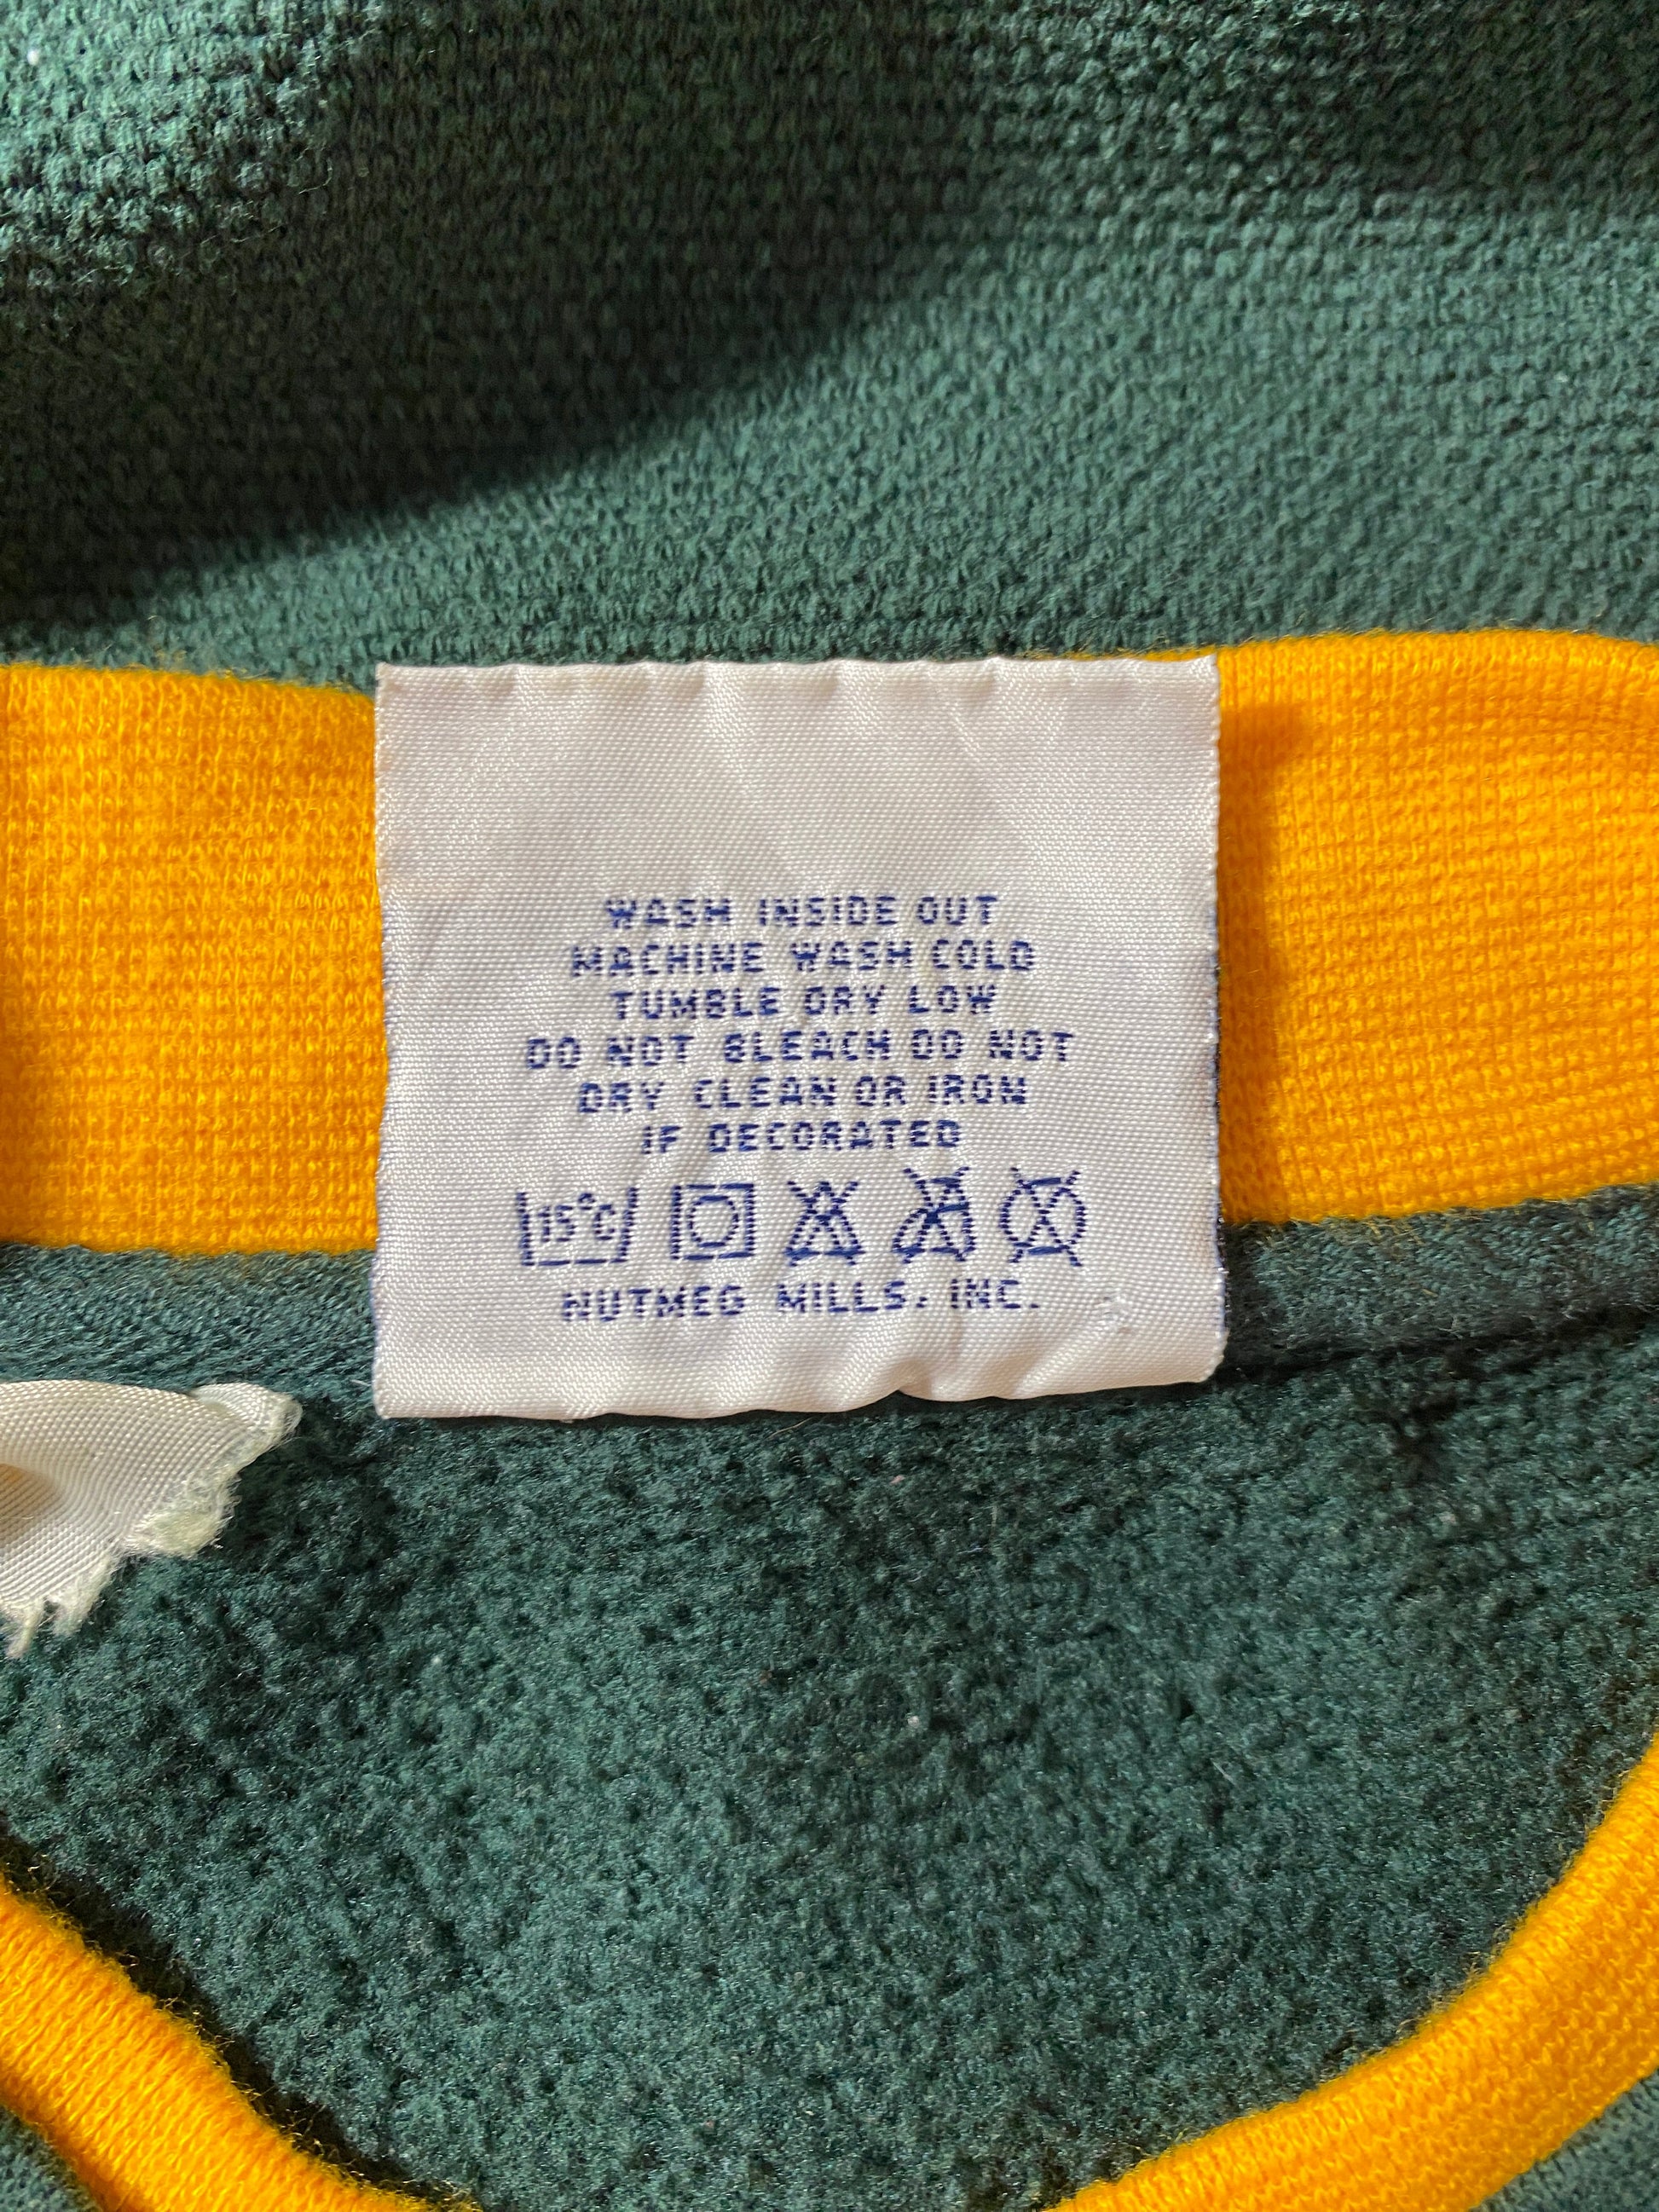 WASH INSIDE OUT
MACHINE WASH COLD
TUMBLE DRY LOW
DO NOT BLEACH DO NOT
DRY CLEAN OR IRON
IF DECORATED
15°C
NUTMEG MILLS, INC.